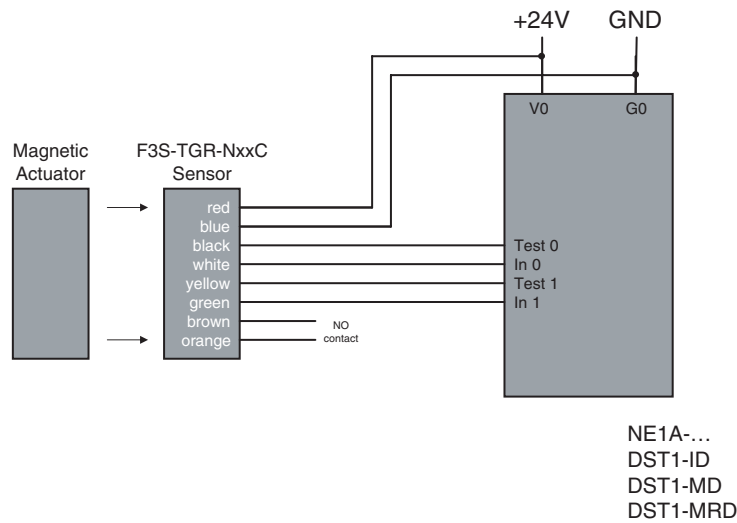 +24V GND
V0 G0
Magnetic
Actuator
F3S-TGR-NxxC
Sensor
red
blue
black
white
yellow
green
brown
orange
NO
contact
Test 0
In 0
Test 1
In 1
NE1A-…
DST1-ID
DST1-MD
DST1-MRD